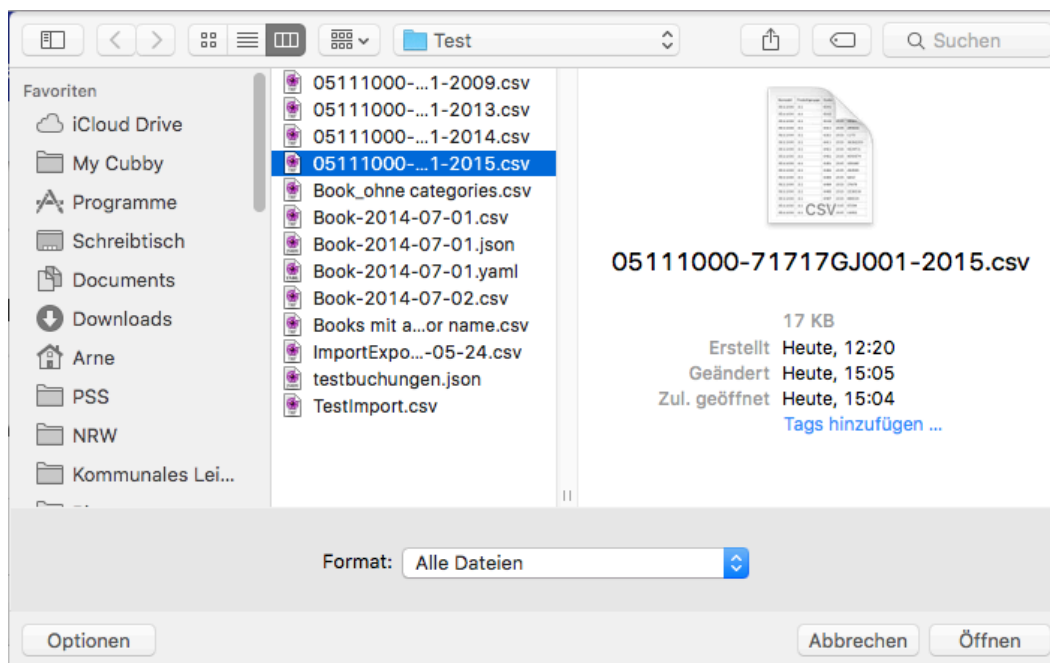 Test
Suchen
Favoriten
iCloud Drive
My Cubby
Programme
Schreibtisch
Documents
Downloads
Arne
PSS
NRW
Kommunales Lei...
05111000-...1-2009.csv
05111000-...1-2013.csv
05111000-...1-2014.csv
05111000-...1-2015.csv
Book_ohne categories.csv
Book-2014-07-01.csv
Book-2014-07-01.json
Book-2014-07-01.yaml
Book-2014-07-02.csv
Books mit a...or name.csv
ImportExpo...-05-24.csv
testbuchungen.json
TestImport.csv
CSV
05111000-71717GJ001-2015.csv
17 KB
Erstellt Heute, 12:20
Geändert Heute, 15:05
Zul. geöffnet Heute, 15:04
Tags hinzufügen ...
Format: Alle Dateien
Optionen
Abbrechen
Öffnen